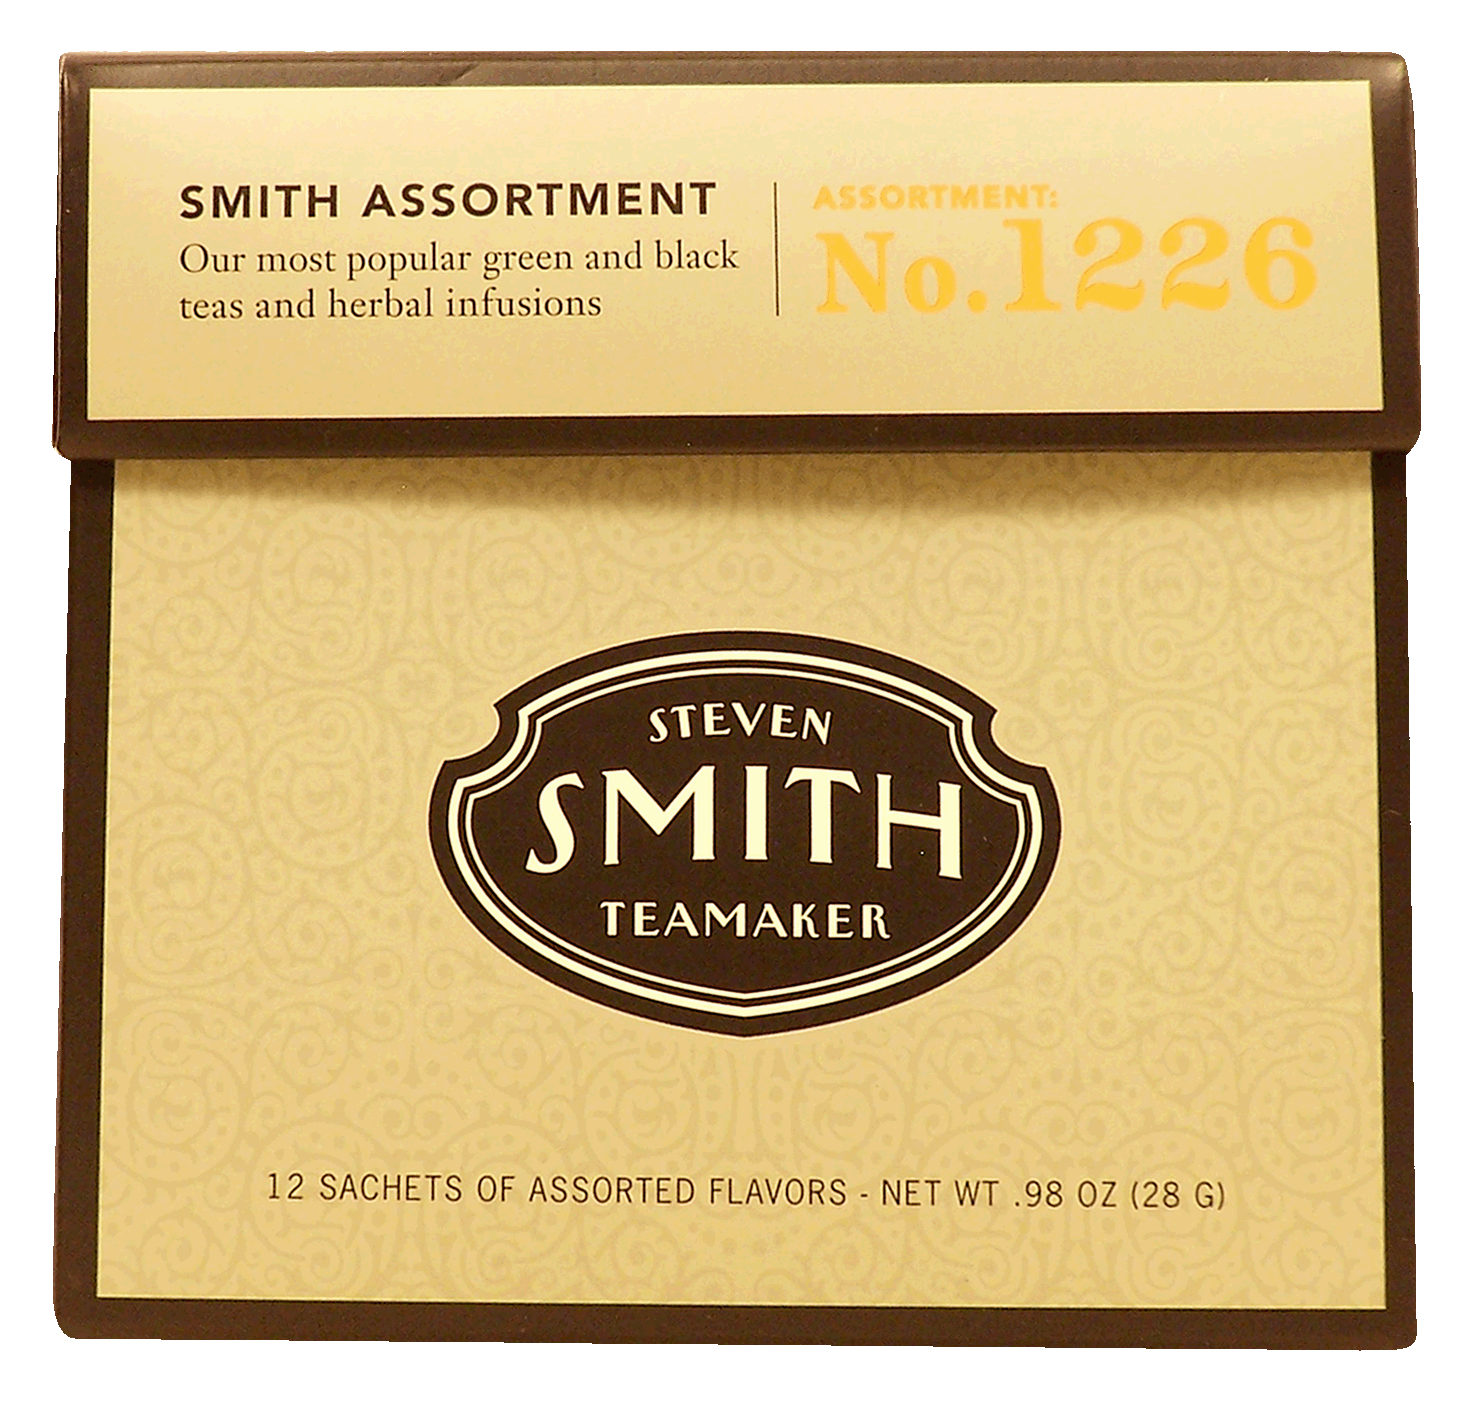 SMITH ASSORTMENT
Our most popular green and black
teas and herbal infusions
ASSORTMENT:
No.1226
STEVEN
SMITH
TEAMAKER
12 SACHETS OF ASSORTED FLAVORS - NET WT .98 OZ (28 G)